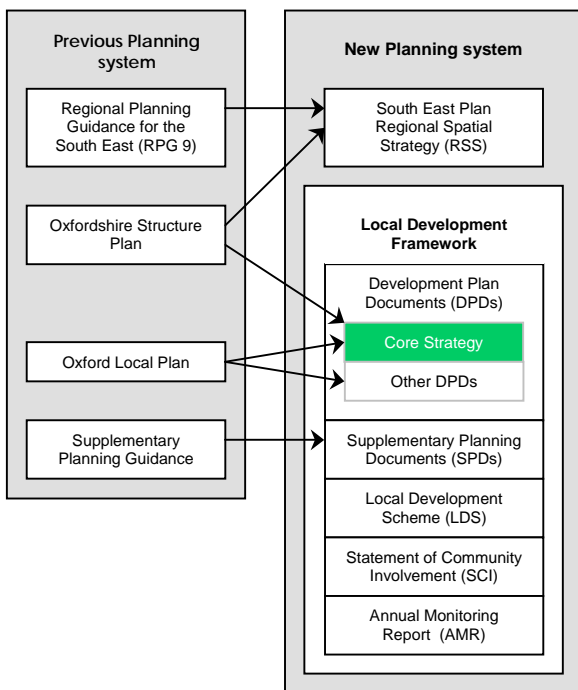 Previous Planning
system
Regional Planning
Guidance for the
South East (RPG 9)
Oxfordshire Structure
Plan
Oxford Local Plan
Supplementary
Planning Guidance
New Planning system
South East Plan
Regional Spatial
Strategy (RSS)
Local Development
Framework
Development Plan
Documents (DPDs)
Core Strategy
Other DPDs
Supplementary Planning
Documents (SPDs)
Local Development
Scheme (LDS)
Statement of Community
Involvement (SCI)
Annual Monitoring
Report (AMR)